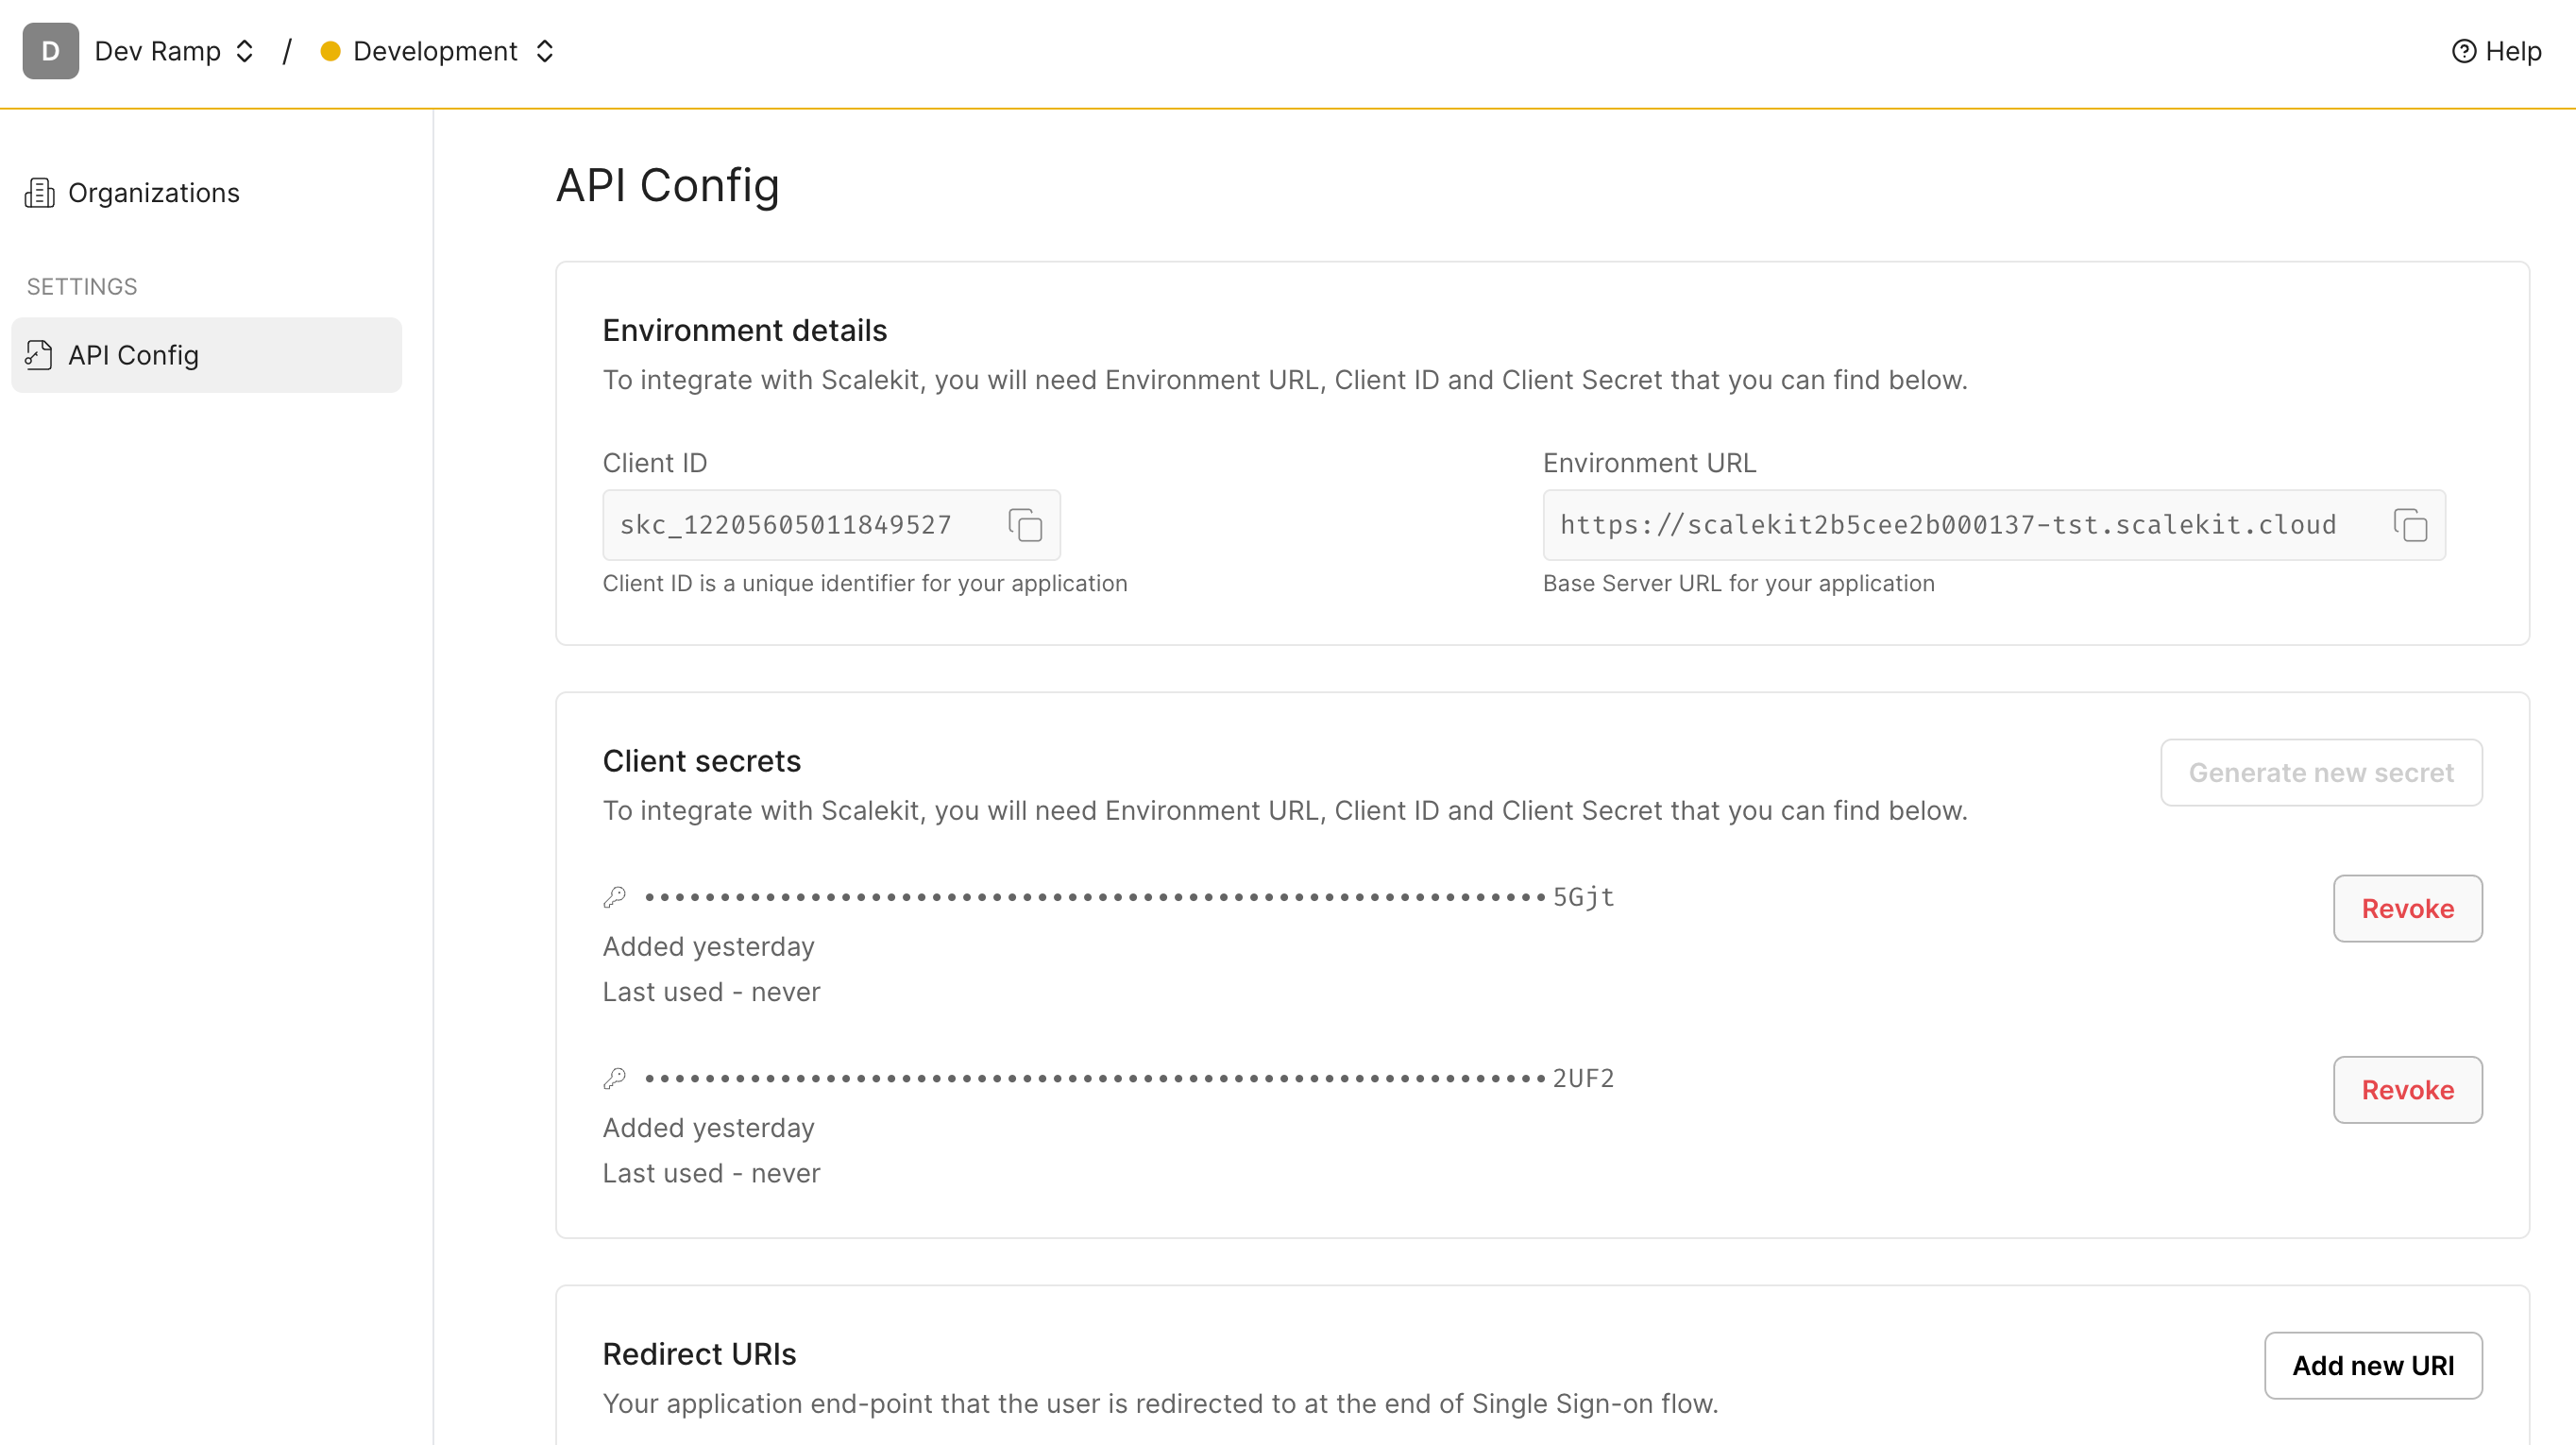 D Dev Ramp / Development
Help
Organizations
SETTINGS
API Config
API Config
Environment details
To integrate with Scalekit, you will need Environment URL, Client ID and Client Secret that you can find below.
Client ID
skc_12205605011849527
Client ID is a unique identifier for your application
Environment URL
https://scalekit2b5cee2b000137-tst.scalekit.cloud
Base Server URL for your application
Client secrets
Generate new secret
To integrate with Scalekit, you will need Environment URL, Client ID and Client Secret that you can find below.
••••••••••••••••••••••••••••••••••••••••••••••••••••••••••••5Gjt
Revoke
Added yesterday
Last used - never
••••••••••••••••••••••••••••••••••••••••••••••••••••••••••••2UF2
Revoke
Added yesterday
Last used - never
Redirect URIs
Add new URI
Your application end-point that the user is redirected to at the end of Single Sign-on flow.